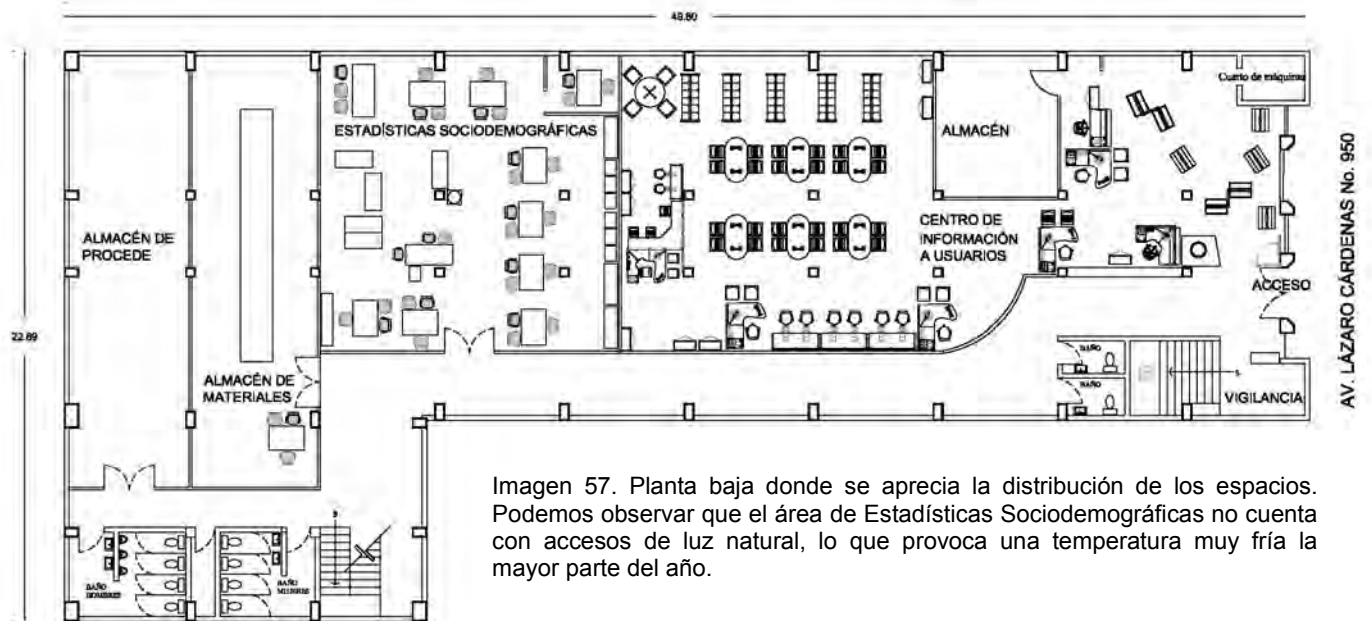 49.80
Cuarto de máquinas
ESTADÍSTICAS SOCIODEMOGRÁFICAS
ALMACÉN
AV. LÁZARO CARDENAS No. 950
ALMACÉN DE
PROCEDE
CENTRO DE
INFORMACIÓN
A USUARIOS
ACCESO
22.89
ALMACÉN DE
MATERIALES
BAÑO
BAÑO
VIGILANCIA
S
S
BAÑO
HOMBRES
BAÑO
MUJERES
Imagen 57. Planta baja donde se aprecia la distribución de los espacios.
Podemos observar que el área de Estadísticas Sociodemográficas no cuenta
con accesos de luz natural, lo que provoca una temperatura muy fría la
mayor parte del año.